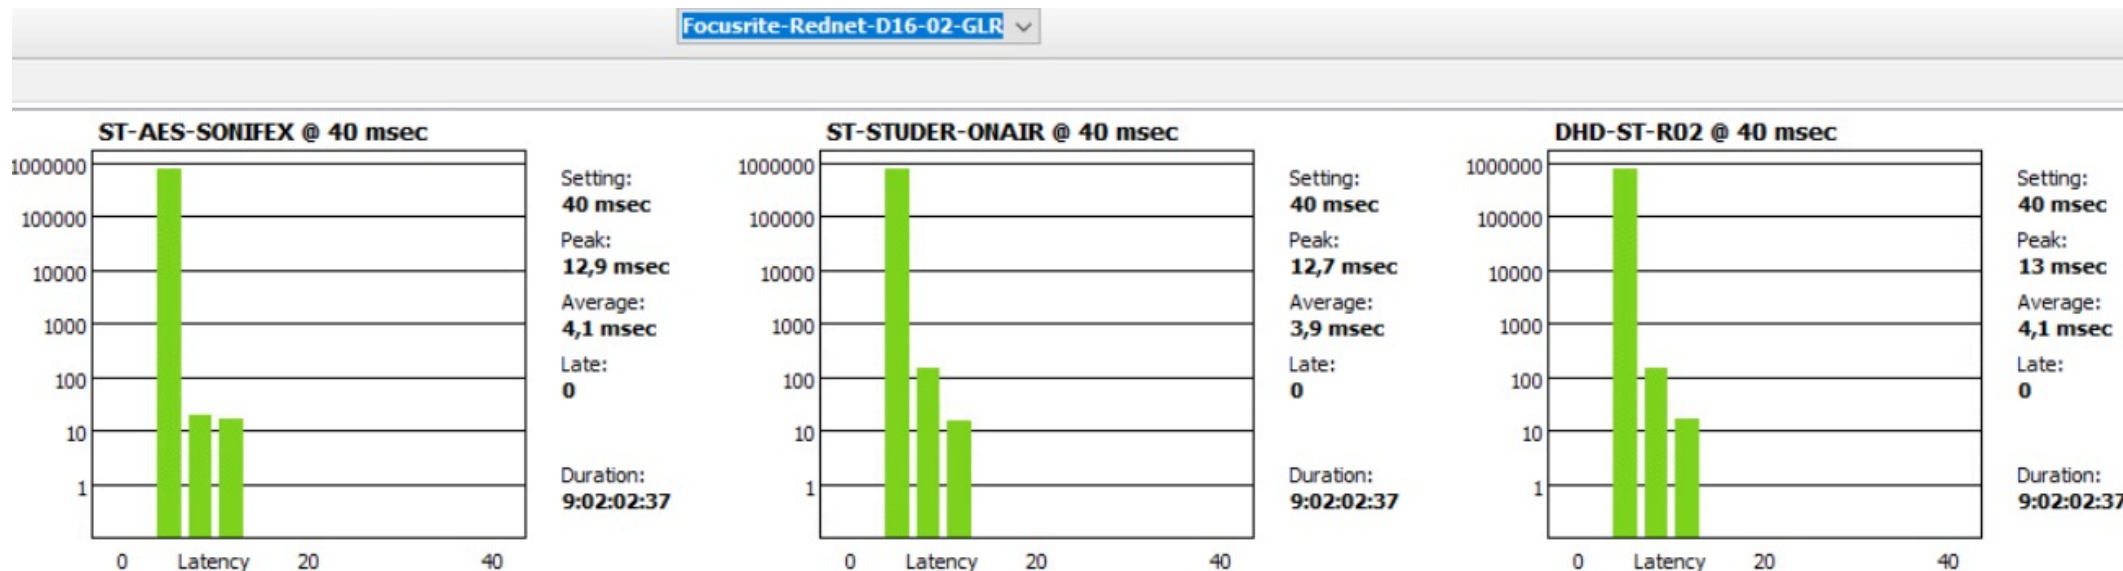 Focusrite-Rednet-D16-02-GLR
ST-AES-SONIFEX @ 40 msec
1000000
100000
10000
1000
100
10
1
0 Latency 20 40
Setting:
40 msec
Peak:
12,9 msec
Average:
4,1 msec
Late:
0
Duration:
9:02:02:37
ST-STUDER-ONAIR @ 40 msec
1000000
100000
10000
1000
100
10
1
0 Latency 20 40
Setting:
40 msec
Peak:
12,7 msec
Average:
3,9 msec
Late:
0
Duration:
9:02:02:37
DHD-ST-R02 @ 40 msec
1000000
100000
10000
1000
100
10
1
0 Latency 20 40
Setting:
40 msec
Peak:
13 msec
Average:
4,1 msec
Late:
0
Duration:
9:02:02:37